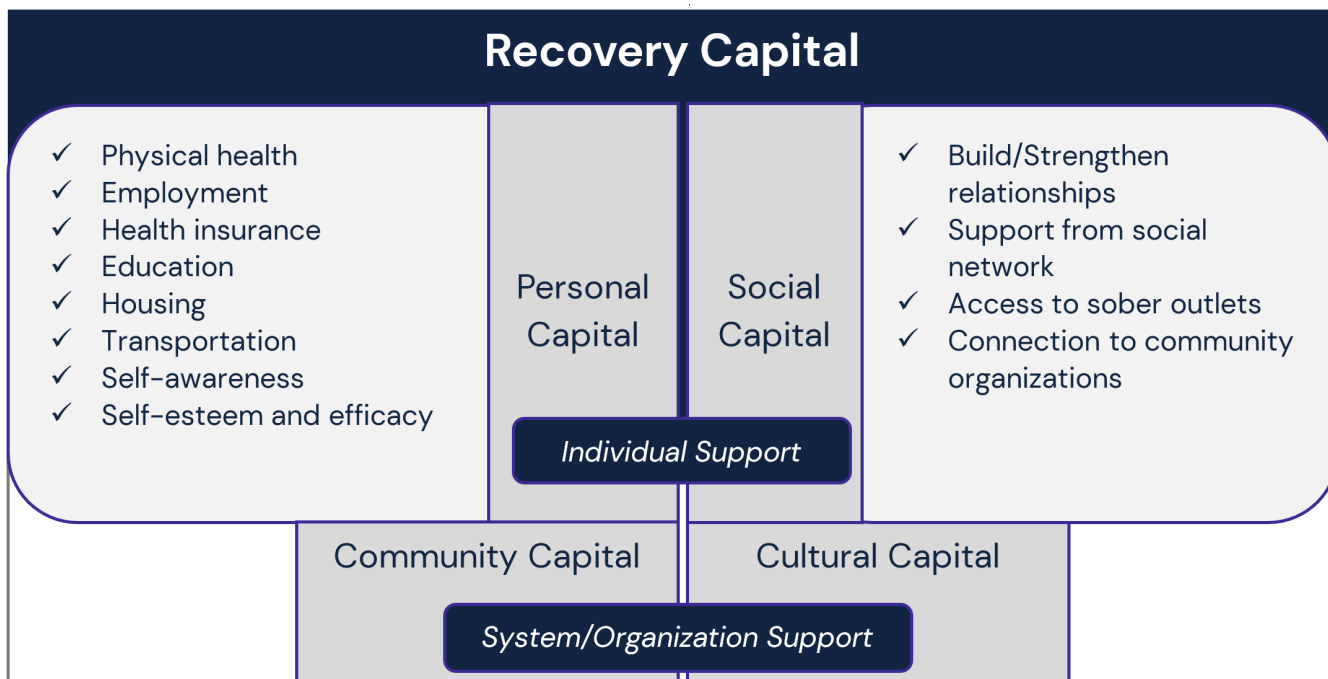 Recovery Capital
✓ Physical health
✓ Employment
✓ Health insurance
✓ Education
✓ Housing
✓ Transportation
✓ Self-awareness
✓ Self-esteem and efficacy
Personal
Capital
Social
Capital
✓ Build/Strengthen
relationships
✓ Support from social
network
✓ Access to sober outlets
✓ Connection to community
organizations
Individual Support
Community Capital
Cultural Capital
System/Organization Support